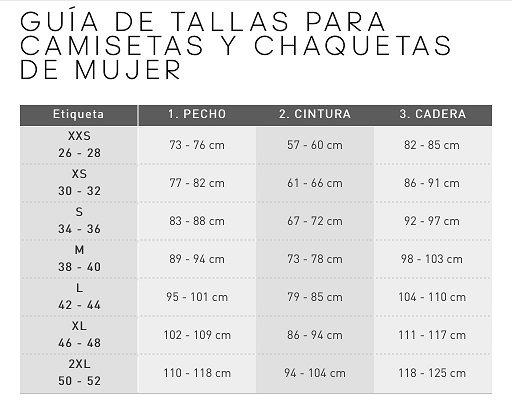 GUÍA DE TALLAS PARA
CAMISETAS Y CHAQUETAS
DE MUJER
Etiqueta 1. PECHO 2. CINTURA 3. CADERA
XXS
26 - 28 73 - 76 cm 57 - 60 cm 82 - 85 cm
XS
30 - 32 77 - 82 cm 61 - 66 cm 86 - 91 cm
S
34 - 36 83 - 88 cm 67 - 72 cm 92 - 97 cm
M
38 - 40 89 - 94 cm 73 - 78 cm 98 - 103 cm
L
42 - 44 95 - 101 cm 79 - 85 cm 104 - 110 cm
XL
46 - 48 102 - 109 cm 86 - 94 cm 111 - 117 cm
2XL
50 - 52 110 - 118 cm 94 - 104 cm 118 - 125 cm